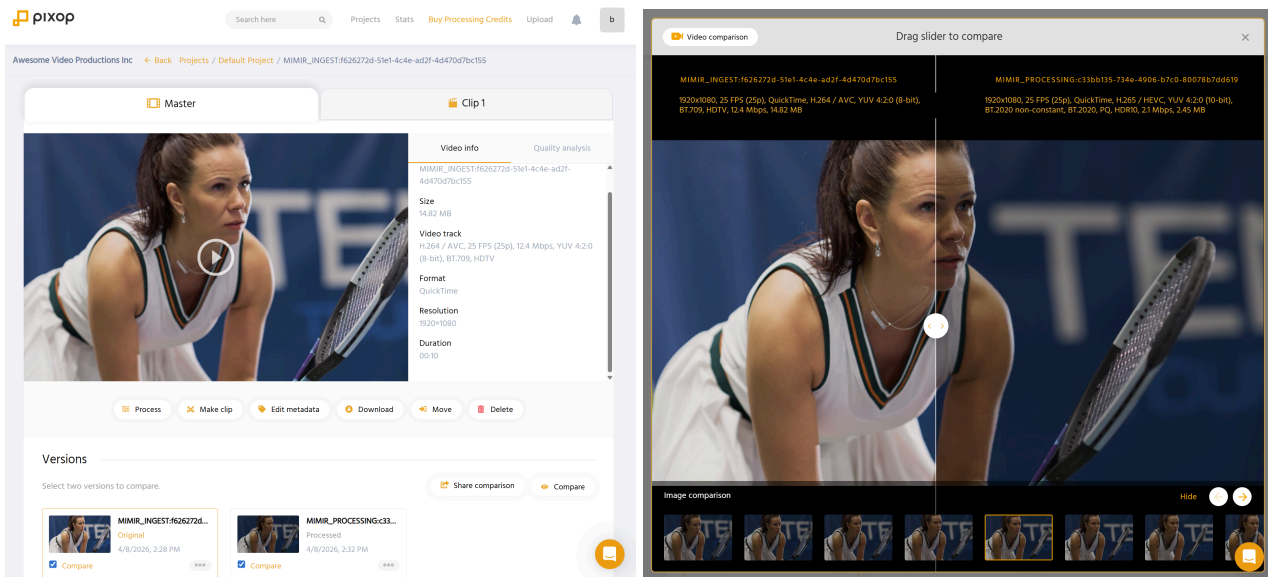 pixop
Search here
Projects
Stats
Buy Processing Credits
Upload
b
Awesome Video Productions Inc
← Back
Projects / Default Project / MIMIR_INGEST:f626272d-51e1-4c4e-ad2f-4d470d7bc155
Master
Clip 1
Video info
Quality analysis
MIMIR_INGEST:f626272d-51e1-4c4e-ad2f-
4d470d7bc155
Size
14.82 MB
Video track
H.264 / AVC, 25 FPS (25p), 12.4 Mbps, YUV 4:2:0
(8-bit), BT.709, HDTV
Format
QuickTime
Resolution
1920×1080
Duration
00:10
TE
Process
Make clip
Edit metadata
Download
Move
Delete
Versions
Select two versions to compare.
Share comparison
Compare
MIMIR_INGEST:f626272d...
Original
4/8/2026, 2:28 PM
Compare
MIMIR_PROCESSING:c33...
Processed
4/8/2026, 2:32 PM
Compare
Video comparison
Drag slider to compare
MIMIR_INGEST:f626272d-51e1-4c4e-ad2f-4d470d7bc155
1920x1080, 25 FPS (25p), QuickTime, H.264 / AVC, YUV 4:2:0 (8-bit),
BT.709, HDTV, 12.4 Mbps, 14.82 MB
MIMIR_PROCESSING:c33bb135-734e-4906-b7c0-80078b7dd619
1920x1080, 25 FPS (25p), QuickTime, H.265 / HEVC, YUV 4:2:0 (10-bit),
BT.2020 non-constant, BT.2020, PQ, HDR10, 2.1 Mbps, 2.45 MB
TE
Image comparison
Hide